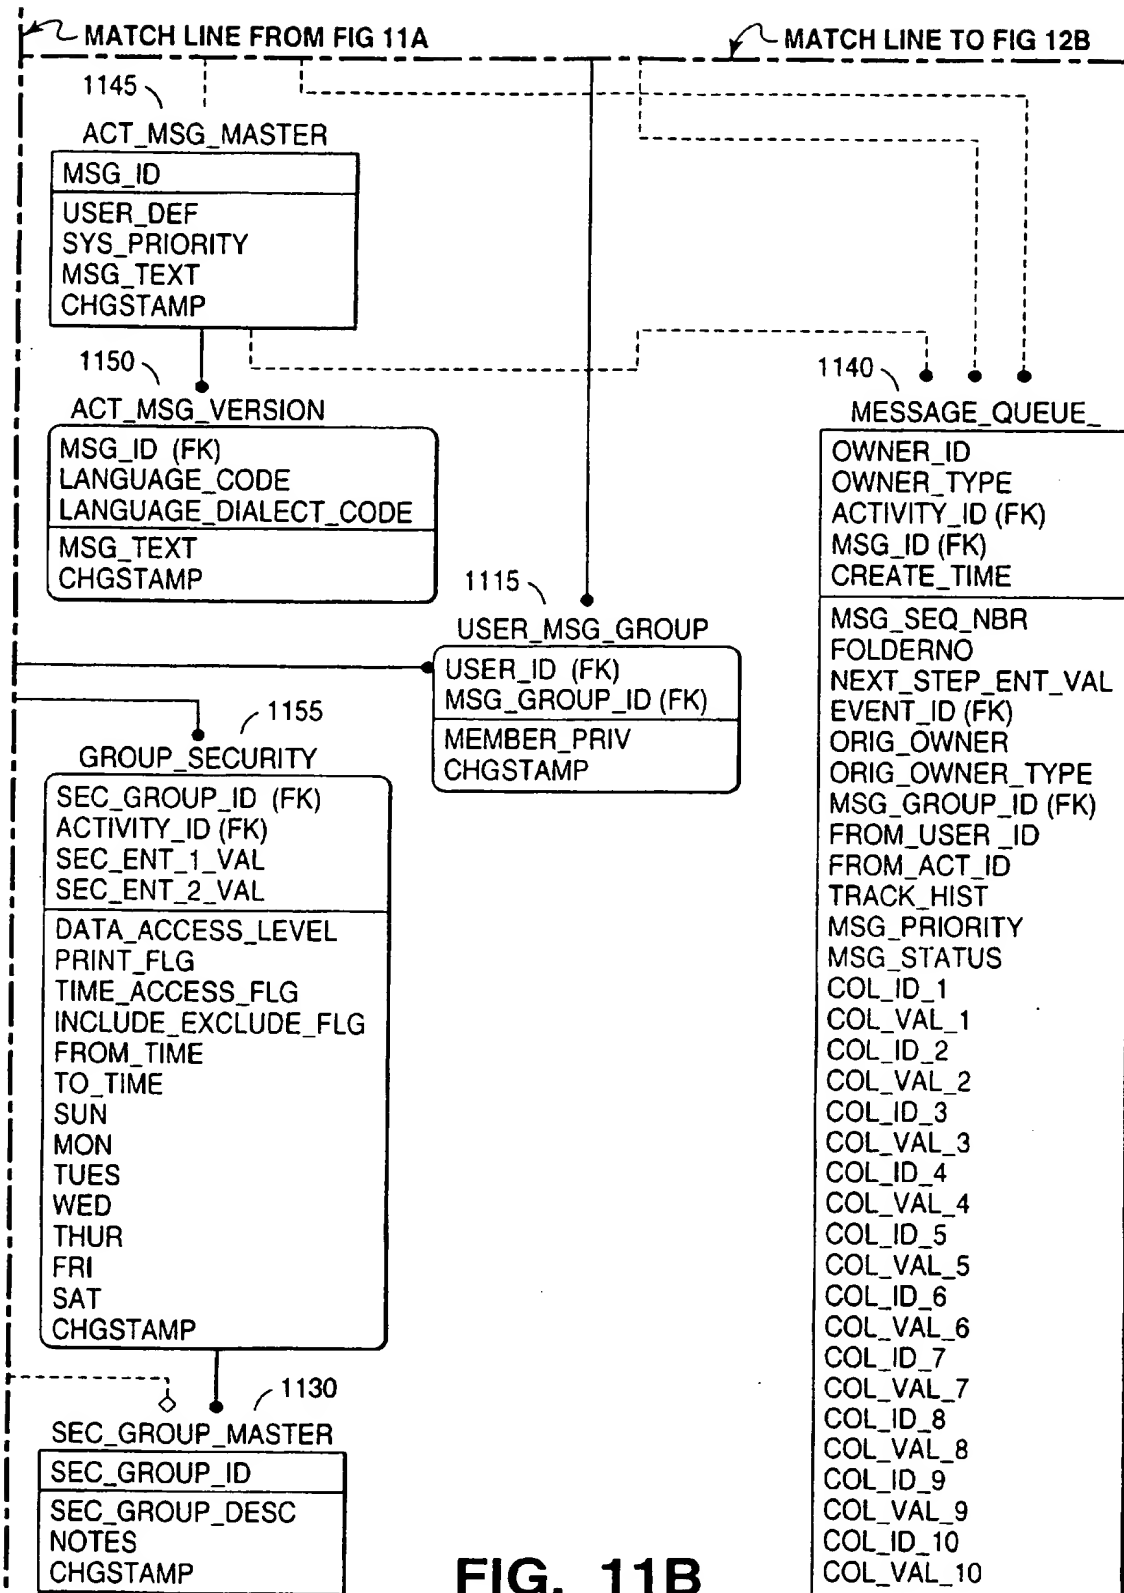 MATCH LINE FROM FIG 11A
MATCH LINE TO FIG 12B
1145
ACT_MSG_MASTER
MSG_ID
USER_DEF
SYS_PRIORITY
MSG_TEXT
CHGSTAMP
1150
ACT_MSG_VERSION
MSG_ID (FK)
LANGUAGE_CODE
LANGUAGE_DIALECT_CODE
MSG_TEXT
CHGSTAMP
1115
USER_MSG_GROUP
USER_ID (FK)
MSG_GROUP_ID (FK)
MEMBER_PRIV
CHGSTAMP
1155
GROUP_SECURITY
SEC_GROUP_ID (FK)
ACTIVITY_ID (FK)
SEC_ENT_1_VAL
SEC_ENT_2_VAL
DATA_ACCESS_LEVEL
PRINT_FLG
TIME_ACCESS_FLG
INCLUDE_EXCLUDE_FLG
FROM_TIME
TO_TIME
SUN
MON
TUES
WED
THUR
FRI
SAT
CHGSTAMP
1130
SEC_GROUP_MASTER
SEC_GROUP_ID
SEC_GROUP_DESC
NOTES
CHGSTAMP
1140
MESSAGE_QUEUE_
OWNER_ID
OWNER_TYPE
ACTIVITY_ID (FK)
MSG_ID (FK)
CREATE_TIME
MSG_SEQ_NBR
FOLDERNO
NEXT_STEP_ENT_VAL
EVENT_ID (FK)
ORIG_OWNER
ORIG_OWNER_TYPE
MSG_GROUP_ID (FK)
FROM_USER_ID
FROM_ACT_ID
TRACK_HIST
MSG_PRIORITY
MSG_STATUS
COL_ID_1
COL_VAL_1
COL_ID_2
COL_VAL_2
COL_ID_3
COL_VAL_3
COL_ID_4
COL_VAL_4
COL_ID_5
COL_VAL_5
COL_ID_6
COL_VAL_6
COL_ID_7
COL_VAL_7
COL_ID_8
COL_VAL_8
COL_ID_9
COL_VAL_9
COL_ID_10
COL_VAL_10
FIG. 11B